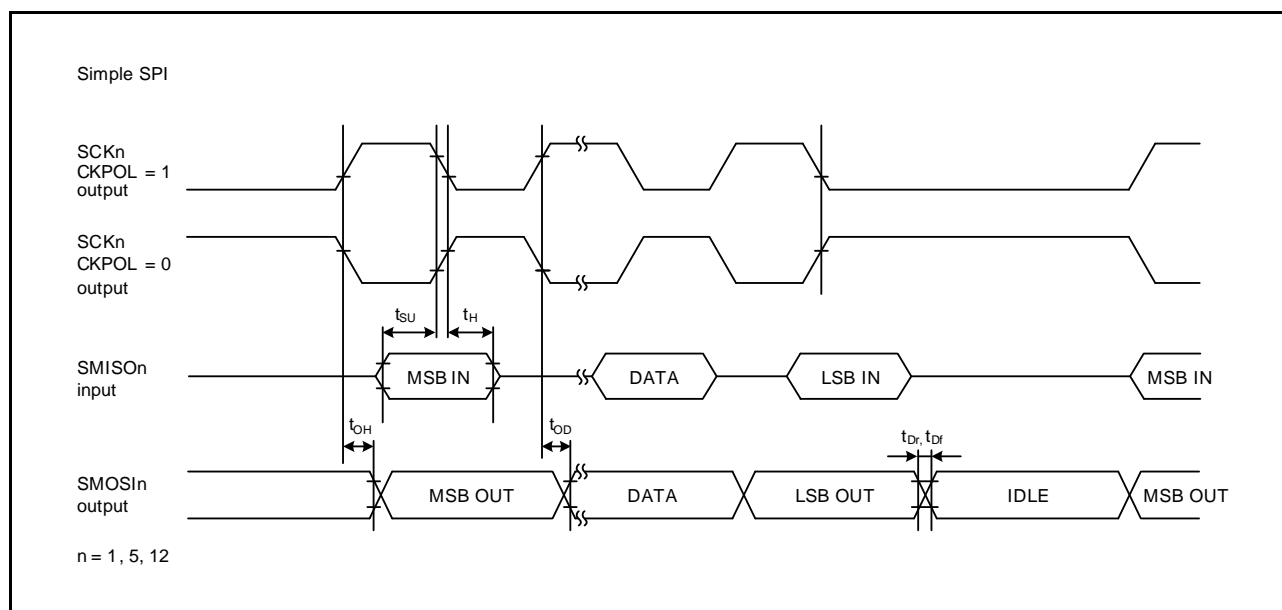 Simple SPI
SCKn
CKPOL = 1
output
SCKn
CKPOL = 0
output
tSU
tH
SMISOn
input
MSB IN
DATA
LSB IN
MSB IN
tOH
tOD
tDr, tDf
SMOSIn
output
MSB OUT
DATA
LSB OUT
IDLE
MSB OUT
n = 1, 5, 12